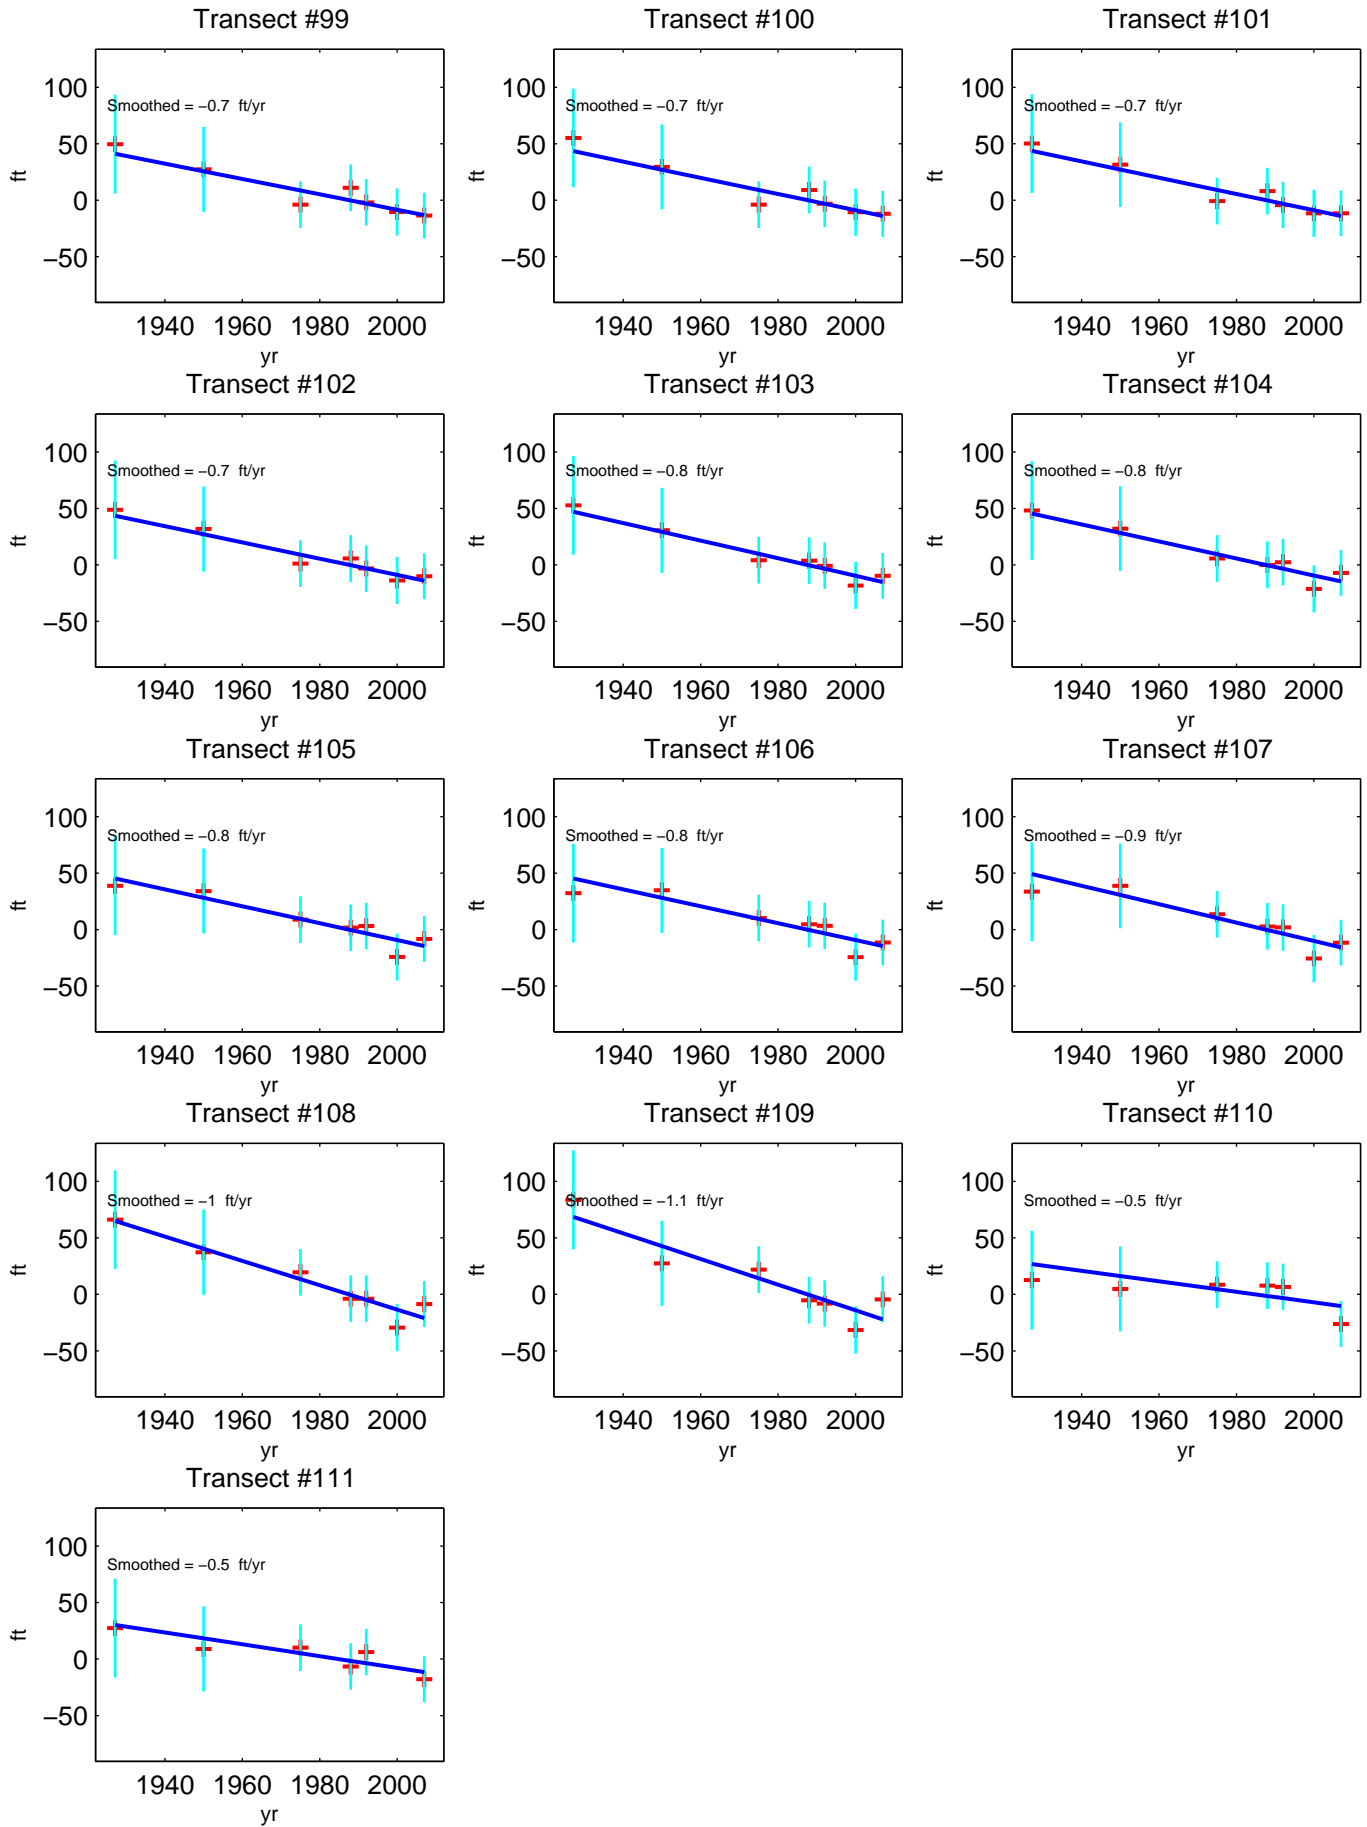 Transect #99
100
50
0
−50
ft
Smoothed = −0.7 ft/yr
1940 1960 1980 2000
yr
Transect #100
100
50
0
−50
ft
Smoothed = −0.7 ft/yr
1940 1960 1980 2000
yr
Transect #101
100
50
0
−50
ft
Smoothed = −0.7 ft/yr
1940 1960 1980 2000
yr
Transect #102
100
50
0
−50
ft
Smoothed = −0.7 ft/yr
1940 1960 1980 2000
yr
Transect #103
100
50
0
−50
ft
Smoothed = −0.8 ft/yr
1940 1960 1980 2000
yr
Transect #104
100
50
0
−50
ft
Smoothed = −0.8 ft/yr
1940 1960 1980 2000
yr
Transect #105
100
50
0
−50
ft
Smoothed = −0.8 ft/yr
1940 1960 1980 2000
yr
Transect #106
100
50
0
−50
ft
Smoothed = −0.8 ft/yr
1940 1960 1980 2000
yr
Transect #107
100
50
0
−50
ft
Smoothed = −0.9 ft/yr
1940 1960 1980 2000
yr
Transect #108
100
50
0
−50
ft
Smoothed = −1 ft/yr
1940 1960 1980 2000
yr
Transect #109
100
50
0
−50
ft
Smoothed = −1.1 ft/yr
1940 1960 1980 2000
yr
Transect #110
100
50
0
−50
ft
Smoothed = −0.5 ft/yr
1940 1960 1980 2000
yr
Transect #111
100
50
0
−50
ft
Smoothed = −0.5 ft/yr
1940 1960 1980 2000
yr